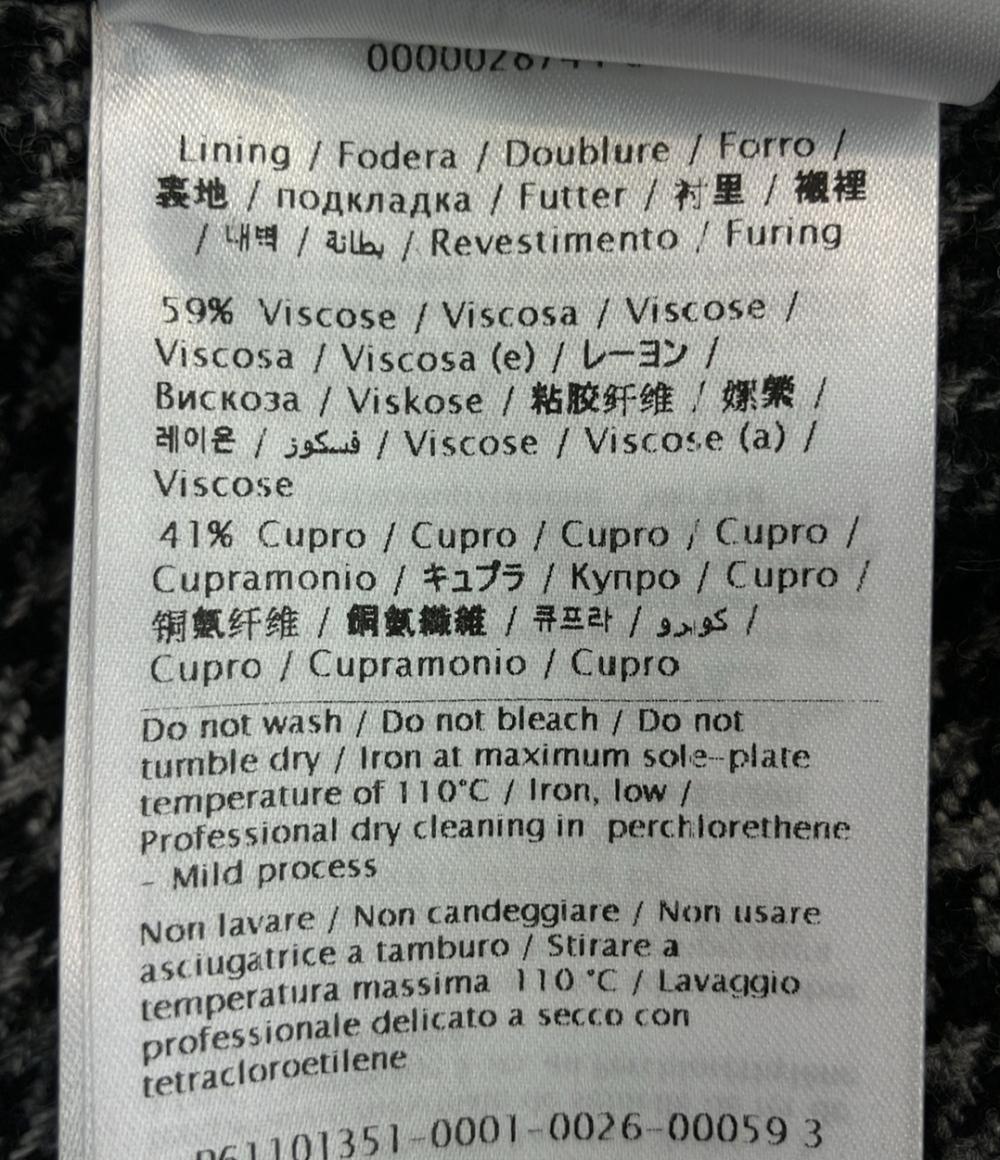 Lining / Fodera / Doublure / Forro /
裏地 / подкладка / Futter / 衬里 / 襯裡
/ 내벽 / بطانة / Revestimento / Furing
59% Viscose / Viscosa / Viscose /
Viscosa / Viscosa (e) / レーヨン /
Вискоза / Viskose / 粘胶纤维 / 嫘縈 /
레이온 / فسكوز / Viscose / Viscose (a) /
Viscose
41% Cupro / Cupro / Cupro / Cupro /
Cupramonio / キュプラ / Купро / Cupro /
铜氨纤维 / 銅氨纖維 / 큐프라 / كوبرو /
Cupro / Cupramonio / Cupro
Do not wash / Do not bleach / Do not
tumble dry / Iron at maximum sole-plate
temperature of 110°C / Iron, low /
Professional dry cleaning in perchlorethene
- Mild process
Non lavare / Non candeggiare / Non usare
asciugatrice a tamburo / Stirare a
temperatura massima 110 °C / Lavaggio
professionale delicato a secco con
tetracloroetilene
3